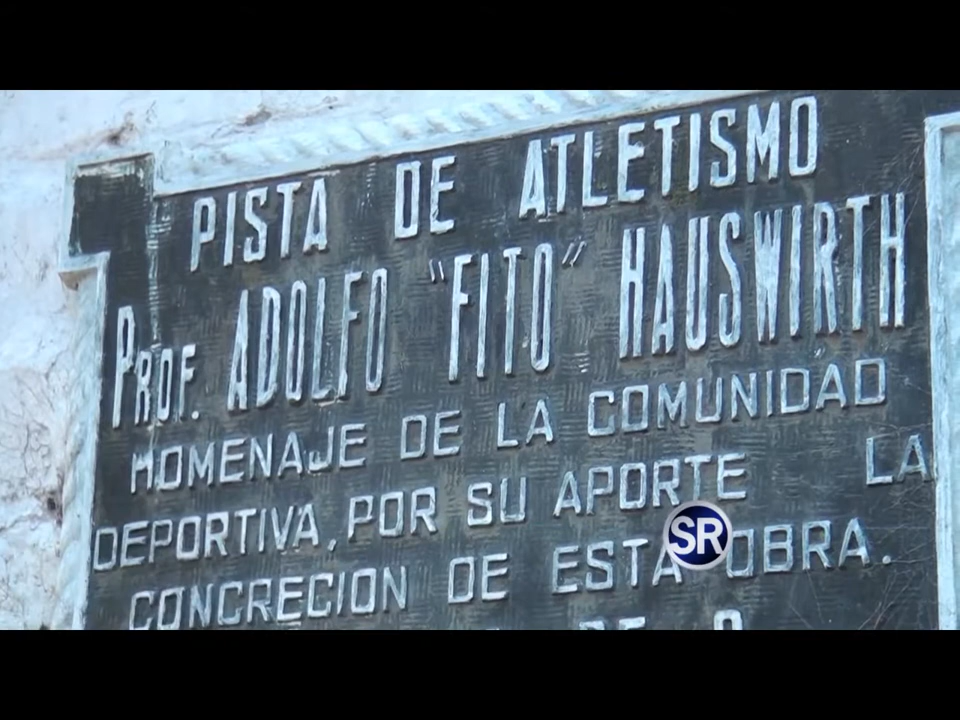 PISTA DE ATLETISMO
PROF. ADOLFO "FITO" HAUSWIRTH
HOMENAJE DE LA COMUNIDAD
DEPORTIVA, POR SU APORTE LA
CONCRECION DE ESTA OBRA.
SR